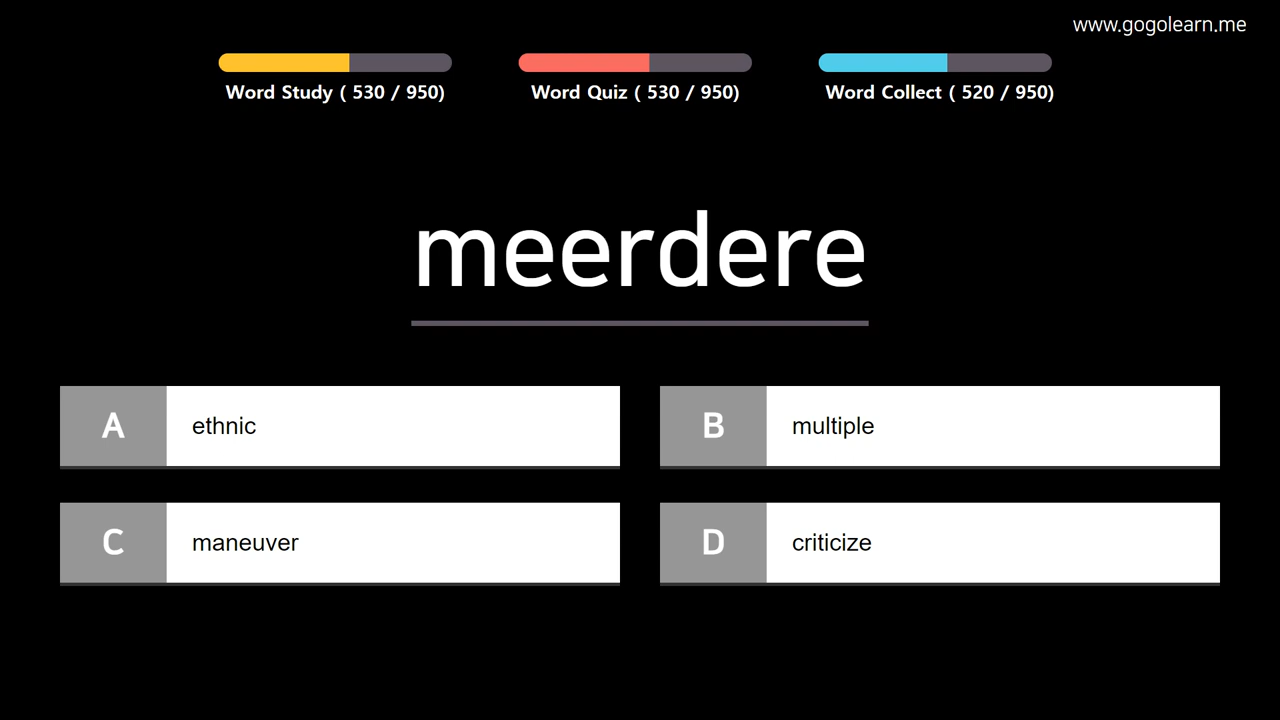 www.gogolearn.me
Word Study ( 530 / 950)
Word Quiz ( 530 / 950)
Word Collect ( 520 / 950)
meerdere
A ethnic
B multiple
C maneuver
D criticize